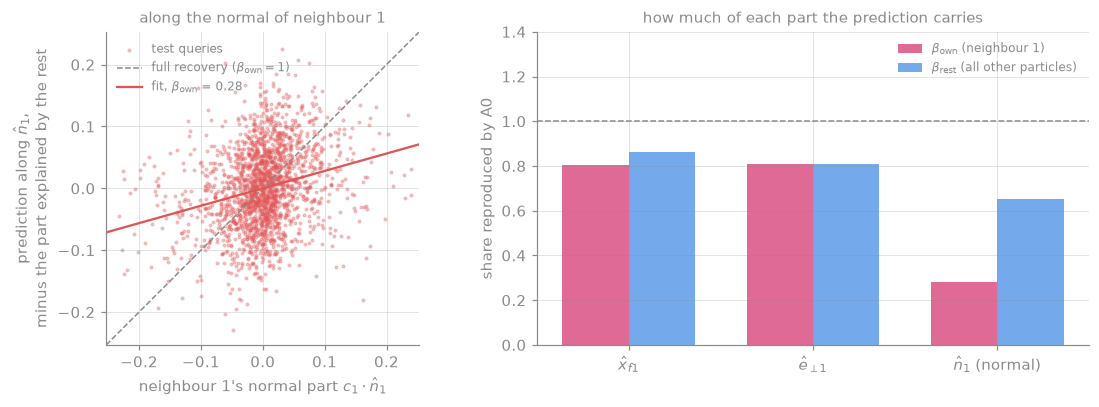 along the normal of neighbour 1
test queries
full recovery (β_own = 1)
fit, β_own = 0.28
0.2
0.1
0.0
−0.1
−0.2
−0.2
−0.1
0.0
0.1
0.2
prediction along n̂₁,
minus the part explained by the rest
neighbour 1's normal part c₁ · n̂₁
how much of each part the prediction carries
β_own (neighbour 1)
β_rest (all other particles)
1.4
1.2
1.0
0.8
0.6
0.4
0.2
0.0
share reproduced by A0
x̂_f1
ê_⊥1
n̂₁ (normal)